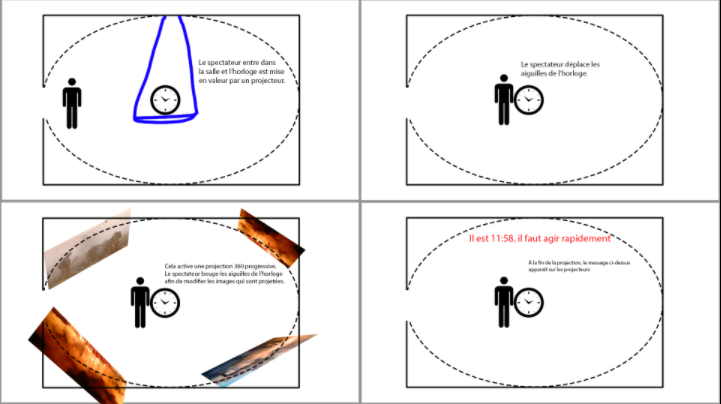 Le spectateur entre dans
la salle et l'horloge est mise
en valeur par un projecteur.
Le spectateur déplace les
aiguilles de l'horloge.
Cela active une projection 360 progressive.
Le spectateur bouge les aiguilles de l'horloge
afin de modifier les images qui sont projetées.
Il est 11:58, il faut agir rapidement
A la fin de la projection, le message ci-dessus
apparaît sur les projecteurs